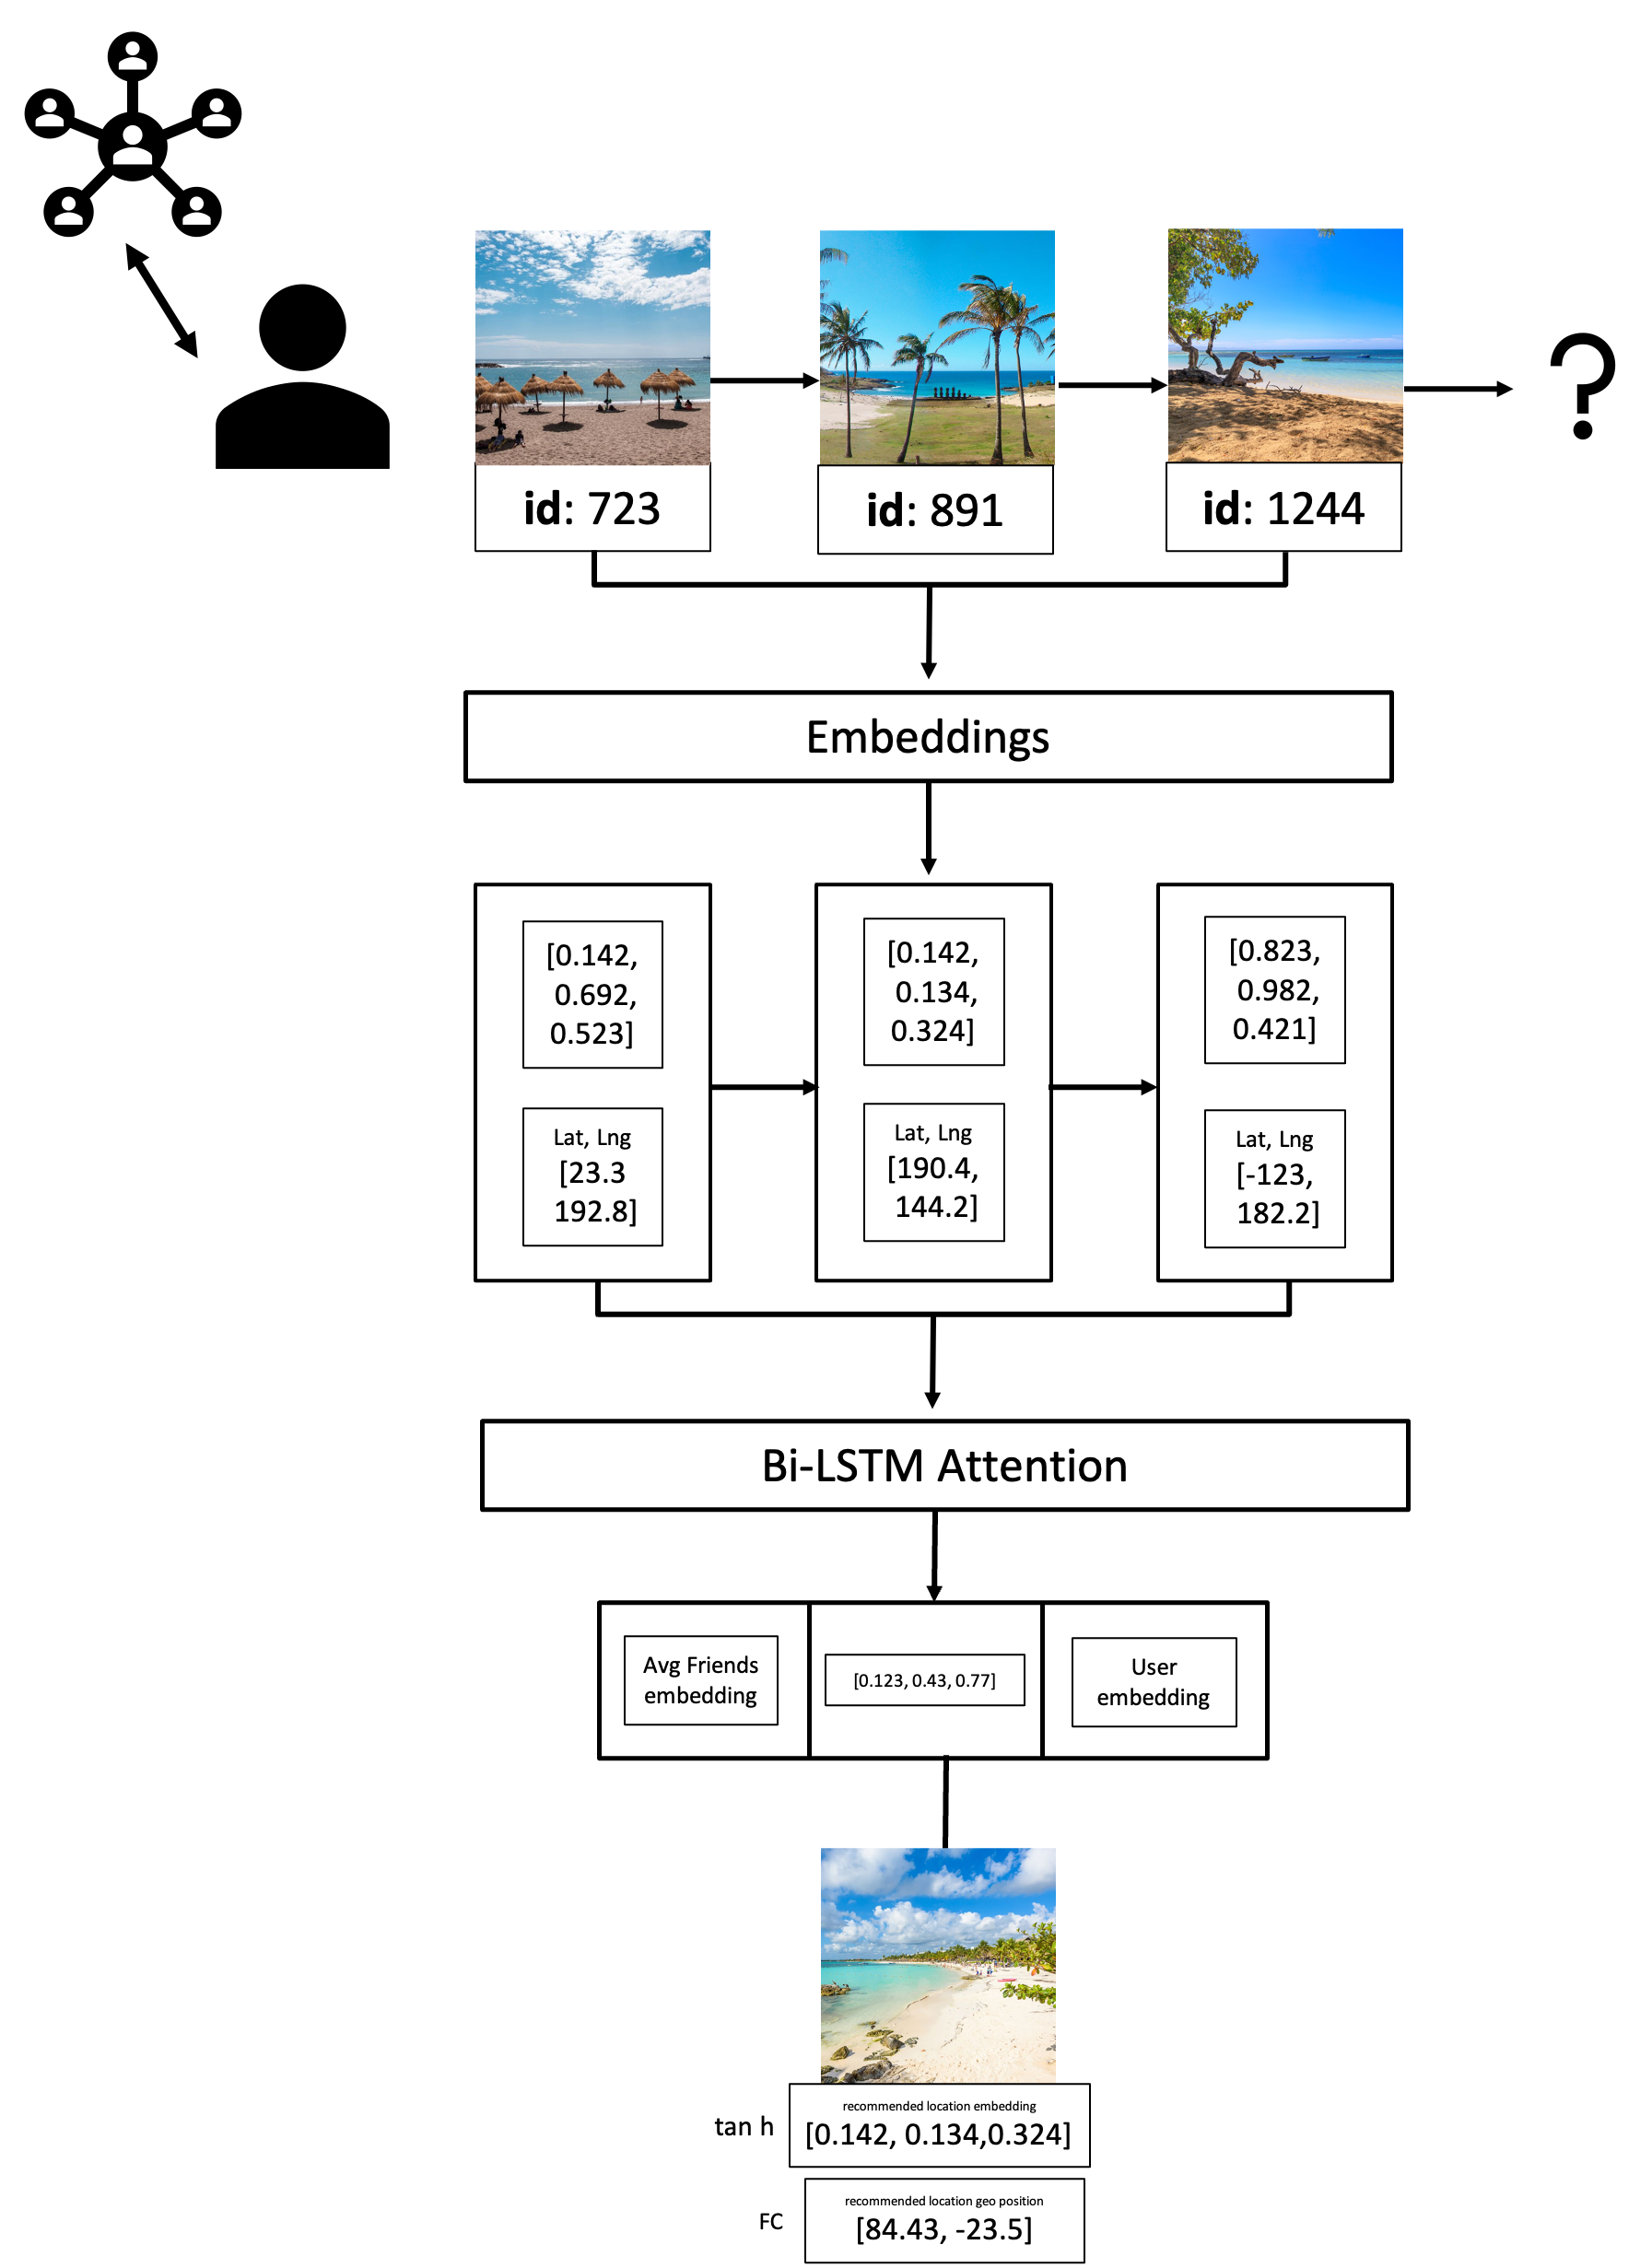 ?
id: 723
id: 891
id: 1244
Embeddings
[0.142,
0.692,
0.523]
[0.142,
0.134,
0.324]
[0.823,
0.982,
0.421]
Lat, Lng
[23.3
192.8]
Lat, Lng
[190.4,
144.2]
Lat, Lng
[-123,
182.2]
Bi-LSTM Attention
Avg Friends
embedding
[0.123, 0.43, 0.77]
User
embedding
recommended location embedding
tan h [0.142, 0.134,0.324]
recommended location geo position
FC [84.43, -23.5]